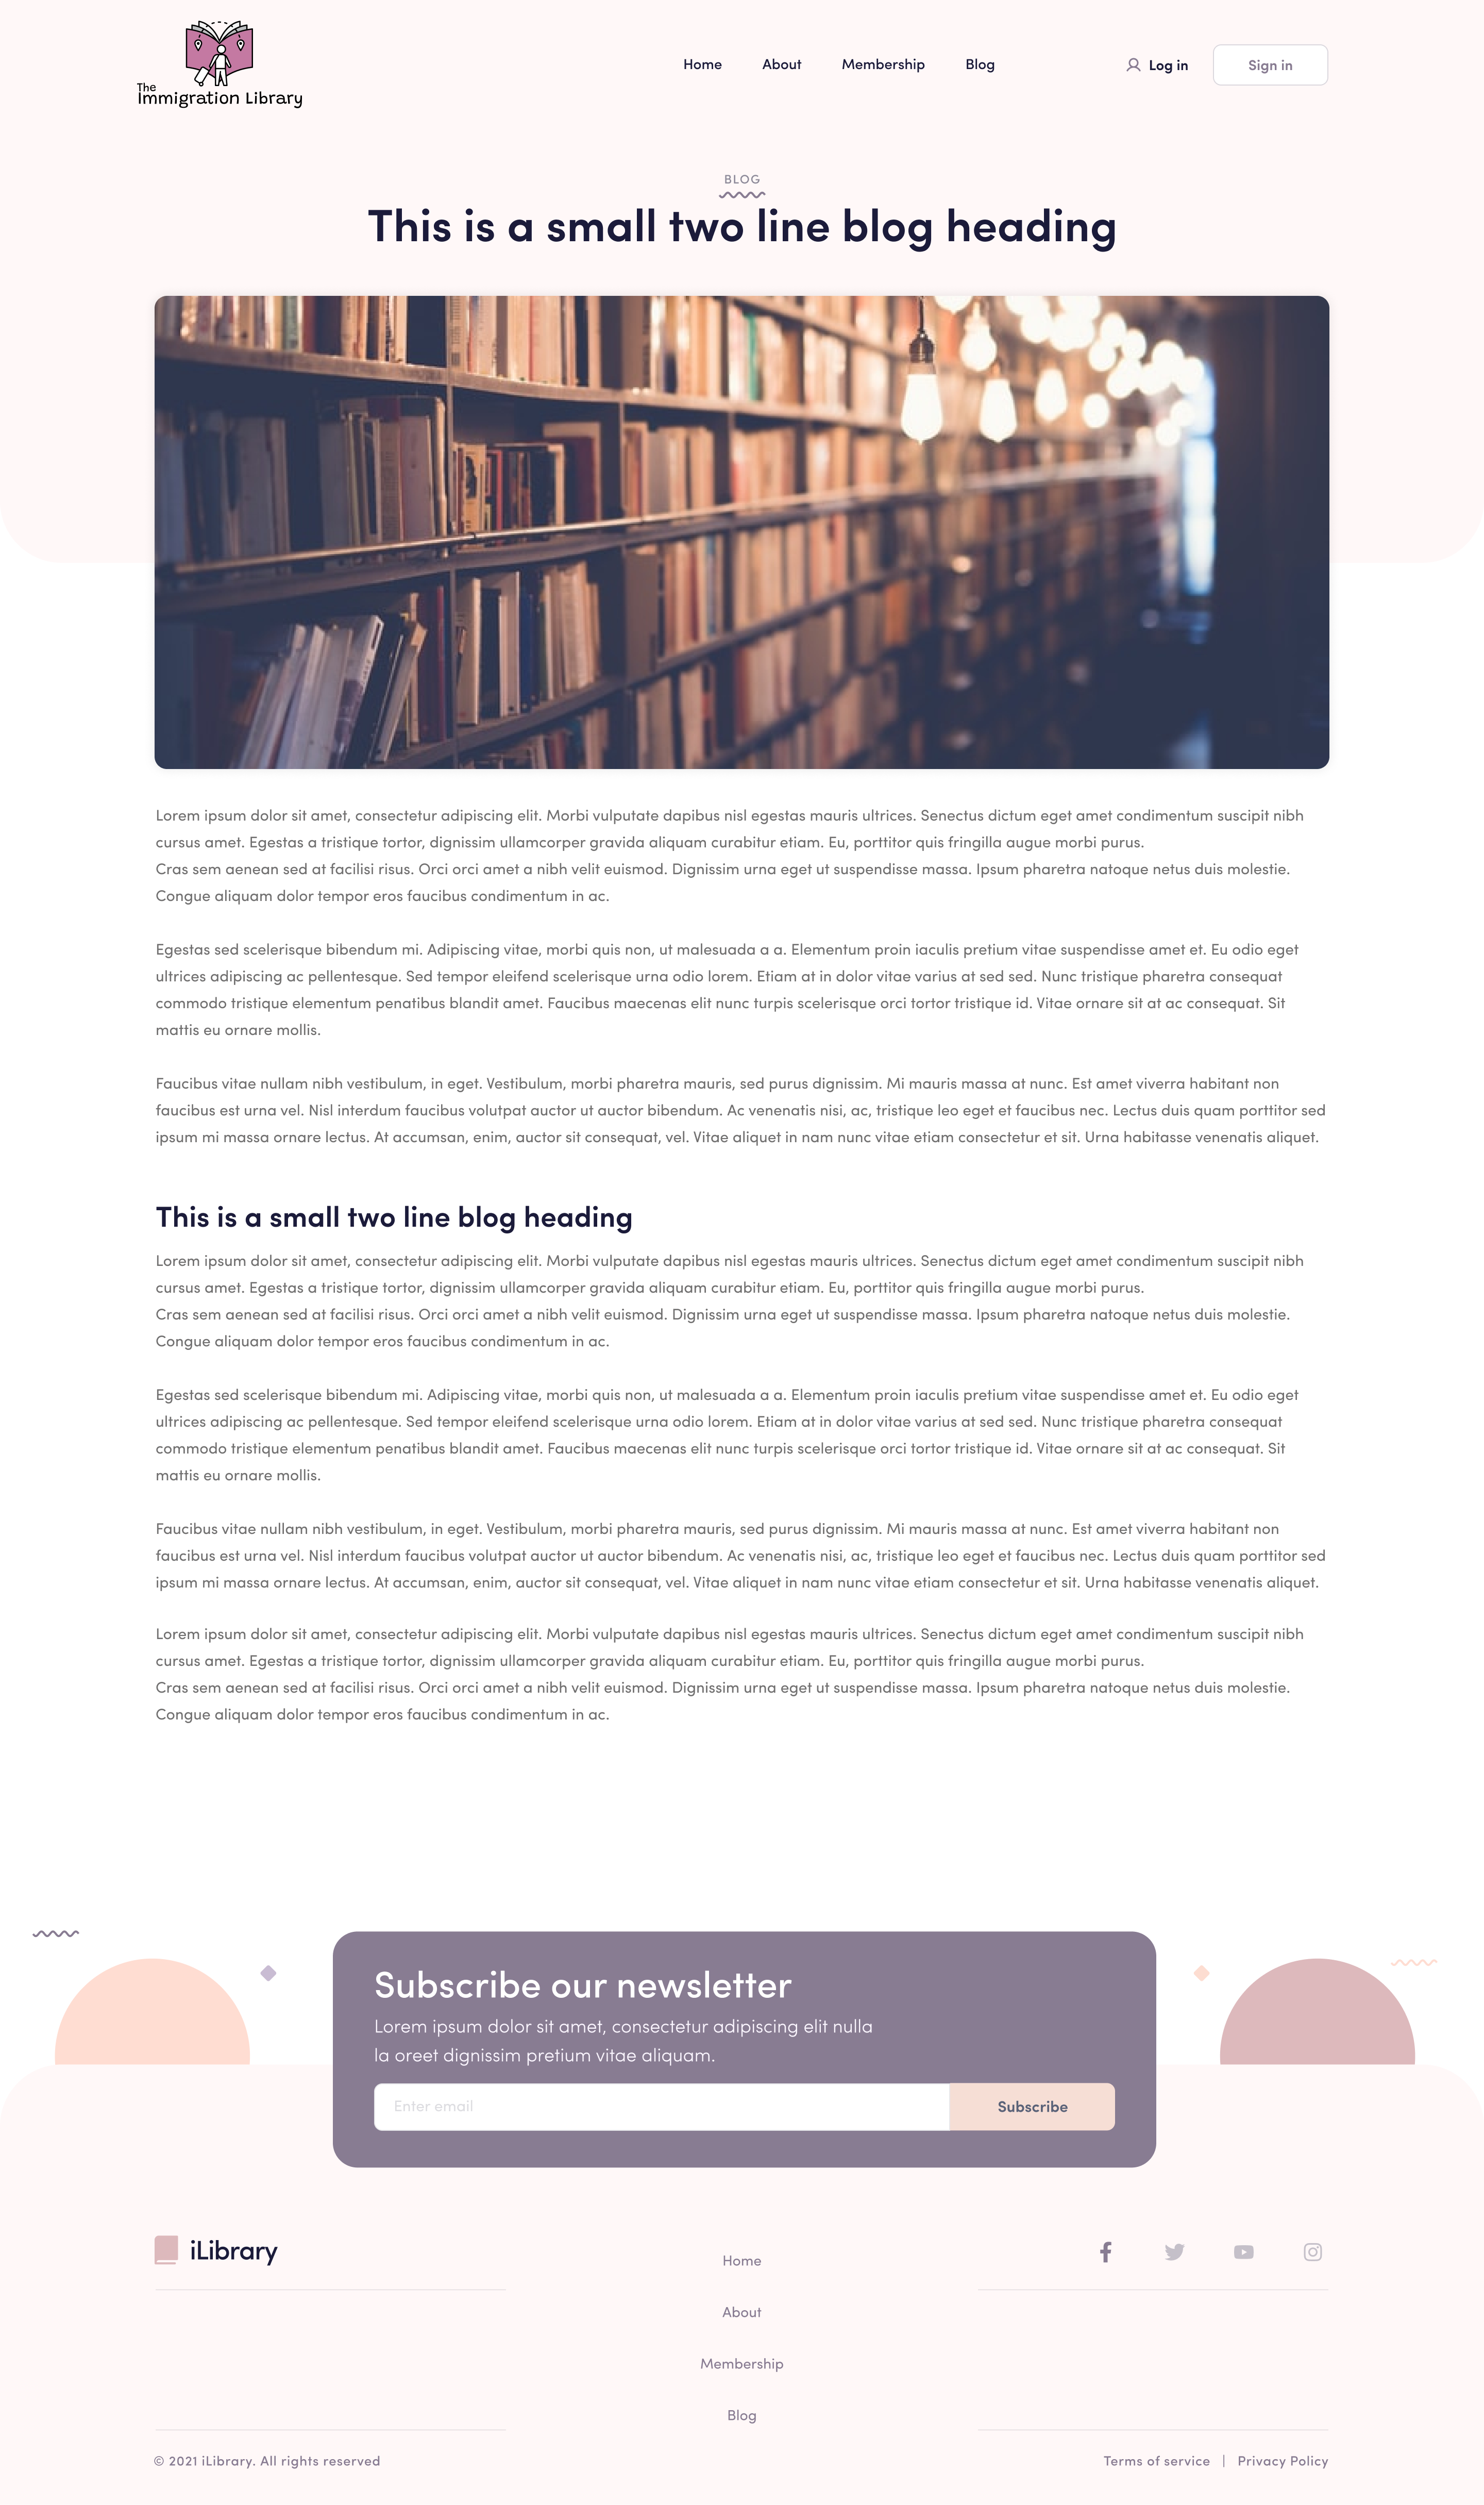 The
Immigration Library
Home
About
Membership
Blog
Log in
Sign in
BLOG
This is a small two line blog heading
Lorem ipsum dolor sit amet, consectetur adipiscing elit. Morbi vulputate dapibus nisl egestas mauris ultrices. Senectus dictum eget amet condimentum suscipit nibh
cursus amet. Egestas a tristique tortor, dignissim ullamcorper gravida aliquam curabitur etiam. Eu, porttitor quis fringilla augue morbi purus.
Cras sem aenean sed at facilisi risus. Orci orci amet a nibh velit euismod. Dignissim urna eget ut suspendisse massa. Ipsum pharetra natoque netus duis molestie.
Congue aliquam dolor tempor eros faucibus condimentum in ac.
Egestas sed scelerisque bibendum mi. Adipiscing vitae, morbi quis non, ut malesuada a a. Elementum proin iaculis pretium vitae suspendisse amet et. Eu odio eget
ultrices adipiscing ac pellentesque. Sed tempor eleifend scelerisque urna odio lorem. Etiam at in dolor vitae varius at sed sed. Nunc tristique pharetra consequat
commodo tristique elementum penatibus blandit amet. Faucibus maecenas elit nunc turpis scelerisque orci tortor tristique id. Vitae ornare sit at ac consequat. Sit
mattis eu ornare mollis.
Faucibus vitae nullam nibh vestibulum, in eget. Vestibulum, morbi pharetra mauris, sed purus dignissim. Mi mauris massa at nunc. Est amet viverra habitant non
faucibus est urna vel. Nisl interdum faucibus volutpat auctor ut auctor bibendum. Ac venenatis nisi, ac, tristique leo eget et faucibus nec. Lectus duis quam porttitor sed
ipsum mi massa ornare lectus. At accumsan, enim, auctor sit consequat, vel. Vitae aliquet in nam nunc vitae etiam consectetur et sit. Urna habitasse venenatis aliquet.
This is a small two line blog heading
Lorem ipsum dolor sit amet, consectetur adipiscing elit. Morbi vulputate dapibus nisl egestas mauris ultrices. Senectus dictum eget amet condimentum suscipit nibh
cursus amet. Egestas a tristique tortor, dignissim ullamcorper gravida aliquam curabitur etiam. Eu, porttitor quis fringilla augue morbi purus.
Cras sem aenean sed at facilisi risus. Orci orci amet a nibh velit euismod. Dignissim urna eget ut suspendisse massa. Ipsum pharetra natoque netus duis molestie.
Congue aliquam dolor tempor eros faucibus condimentum in ac.
Egestas sed scelerisque bibendum mi. Adipiscing vitae, morbi quis non, ut malesuada a a. Elementum proin iaculis pretium vitae suspendisse amet et. Eu odio eget
ultrices adipiscing ac pellentesque. Sed tempor eleifend scelerisque urna odio lorem. Etiam at in dolor vitae varius at sed sed. Nunc tristique pharetra consequat
commodo tristique elementum penatibus blandit amet. Faucibus maecenas elit nunc turpis scelerisque orci tortor tristique id. Vitae ornare sit at ac consequat. Sit
mattis eu ornare mollis.
Faucibus vitae nullam nibh vestibulum, in eget. Vestibulum, morbi pharetra mauris, sed purus dignissim. Mi mauris massa at nunc. Est amet viverra habitant non
faucibus est urna vel. Nisl interdum faucibus volutpat auctor ut auctor bibendum. Ac venenatis nisi, ac, tristique leo eget et faucibus nec. Lectus duis quam porttitor sed
ipsum mi massa ornare lectus. At accumsan, enim, auctor sit consequat, vel. Vitae aliquet in nam nunc vitae etiam consectetur et sit. Urna habitasse venenatis aliquet.
Lorem ipsum dolor sit amet, consectetur adipiscing elit. Morbi vulputate dapibus nisl egestas mauris ultrices. Senectus dictum eget amet condimentum suscipit nibh
cursus amet. Egestas a tristique tortor, dignissim ullamcorper gravida aliquam curabitur etiam. Eu, porttitor quis fringilla augue morbi purus.
Cras sem aenean sed at facilisi risus. Orci orci amet a nibh velit euismod. Dignissim urna eget ut suspendisse massa. Ipsum pharetra natoque netus duis molestie.
Congue aliquam dolor tempor eros faucibus condimentum in ac.
Subscribe our newsletter
Lorem ipsum dolor sit amet, consectetur adipiscing elit nulla
la oreet dignissim pretium vitae aliquam.
Enter email
Subscribe
iLibrary
Home
About
Membership
Blog
© 2021 iLibrary. All rights reserved
Terms of service | Privacy Policy